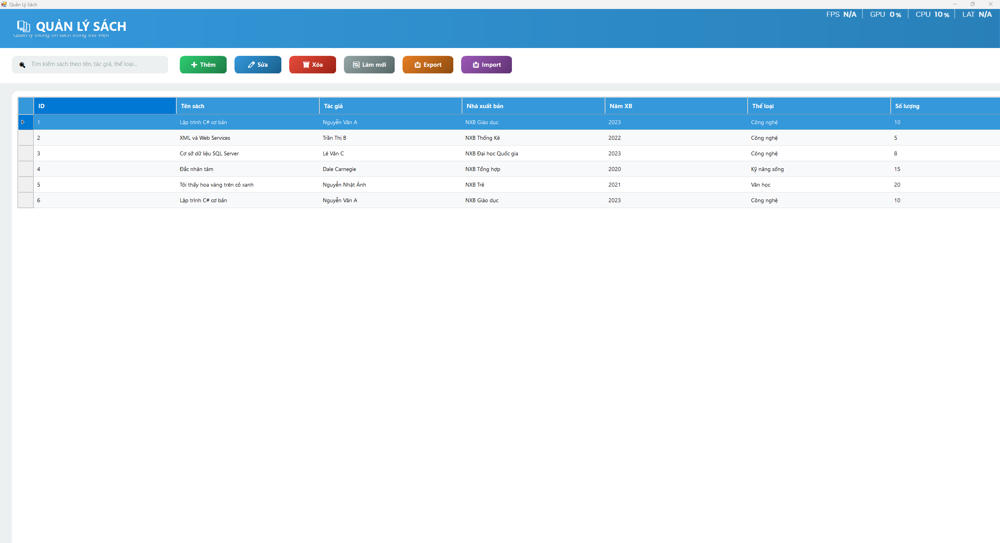 Quản Lý Sách
FPS N/A GPU 0% CPU 10% LAT N/A
QUẢN LÝ SÁCH
Quản lý thông tin sách trong thư viện
Tìm kiếm sách theo tên, tác giả, thể loại...
Thêm
Sửa
Xóa
Làm mới
Export
Import
ID Tên sách Tác giả Nhà xuất bản Năm XB Thể loại Số lượng
1 Lập trình C# cơ bản Nguyễn Văn A NXB Giáo dục 2023 Công nghệ 10
2 XML và Web Services Trần Thị B NXB Thống Kê 2022 Công nghệ 5
3 Cơ sở dữ liệu SQL Server Lê Văn C NXB Đại học Quốc gia 2023 Công nghệ 8
4 Đắc nhân tâm Dale Carnegie NXB Tổng hợp 2020 Kỹ năng sống 15
5 Tôi thấy hoa vàng trên cỏ xanh Nguyễn Nhật Ánh NXB Trẻ 2021 Văn học 20
6 Lập trình C# cơ bản Nguyễn Văn A NXB Giáo dục 2023 Công nghệ 10